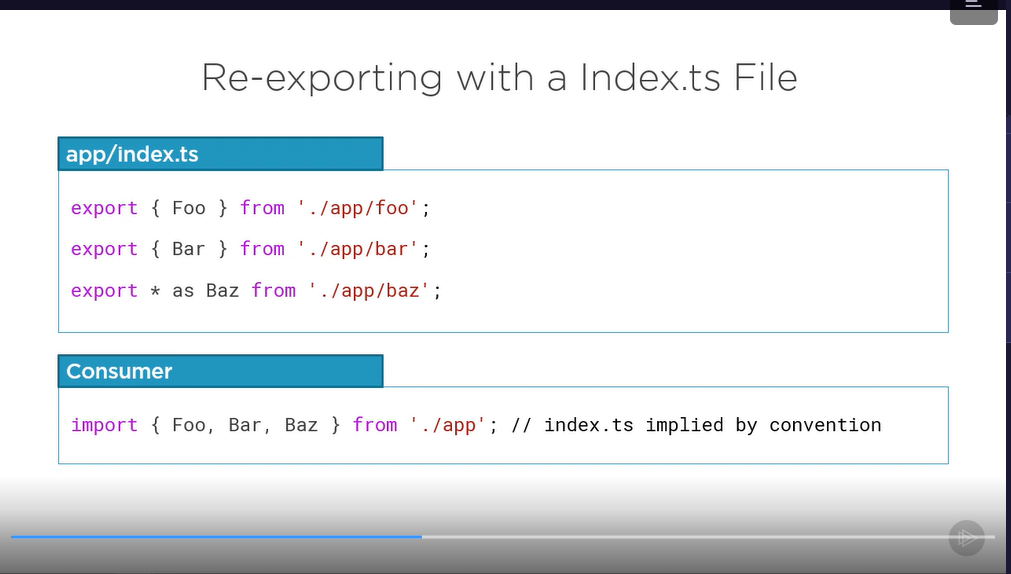 Re-exporting with a Index.ts File
app/index.ts
export { Foo } from './app/foo';
export { Bar } from './app/bar';
export * as Baz from './app/baz';
Consumer
import { Foo, Bar, Baz } from './app'; // index.ts implied by convention